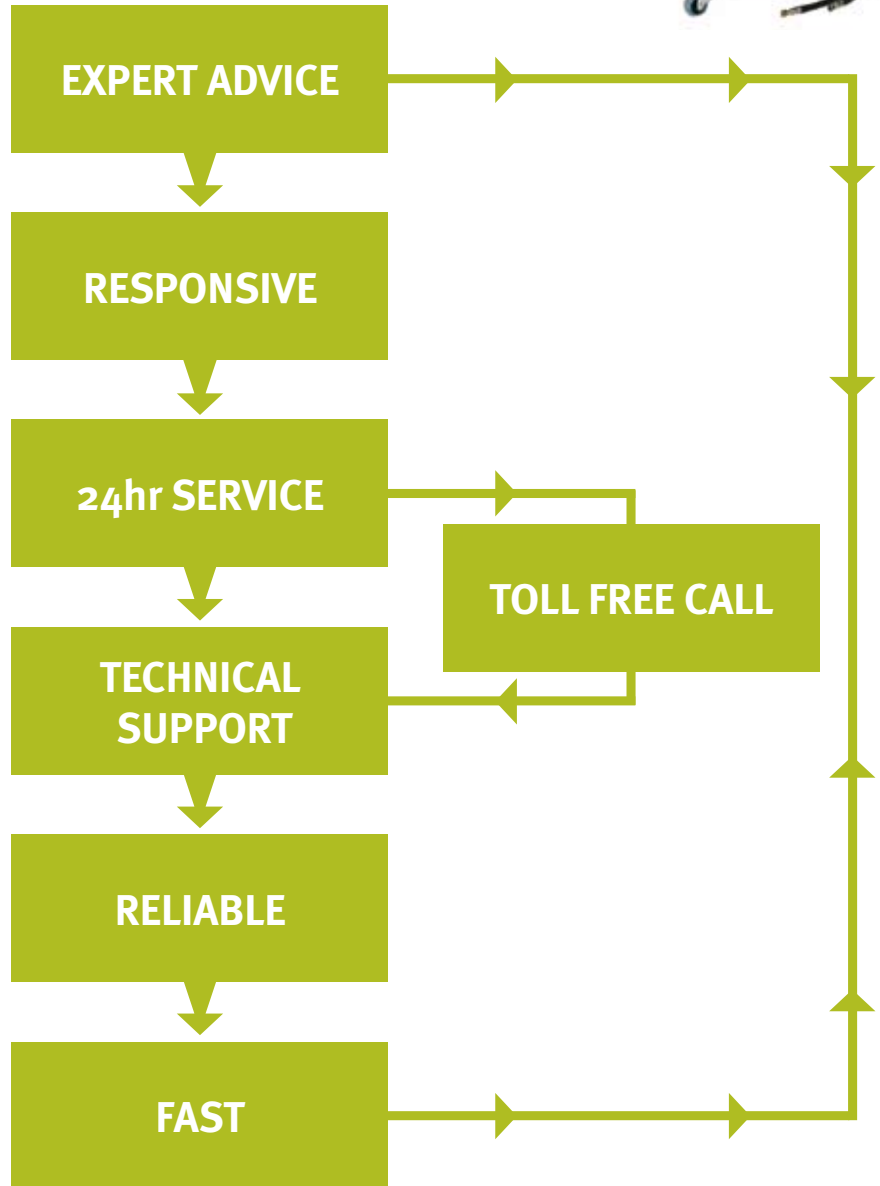 EXPERT ADVICE
RESPONSIVE
24hr SERVICE
TOLL FREE CALL
TECHNICAL
SUPPORT
RELIABLE
FAST